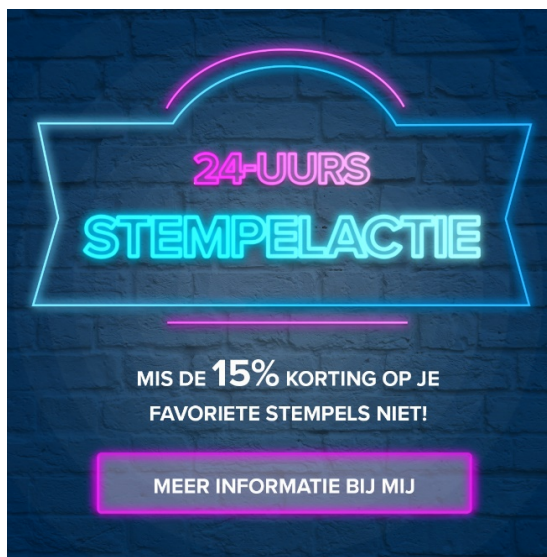 24-UURS
STEMPELACTIE
MIS DE 15% KORTING OP JE
FAVORIETE STEMPELS NIET!
MEER INFORMATIE BIJ MIJ